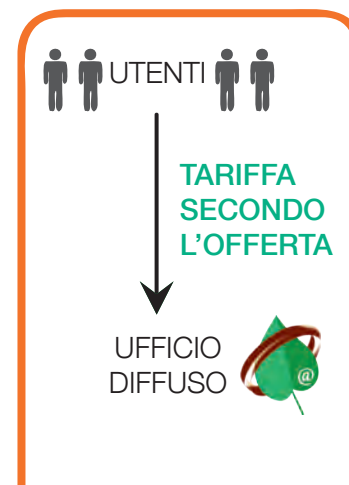 UTENTI
TARIFFA
SECONDO
L'OFFERTA
UFFICIO
DIFFUSO
@